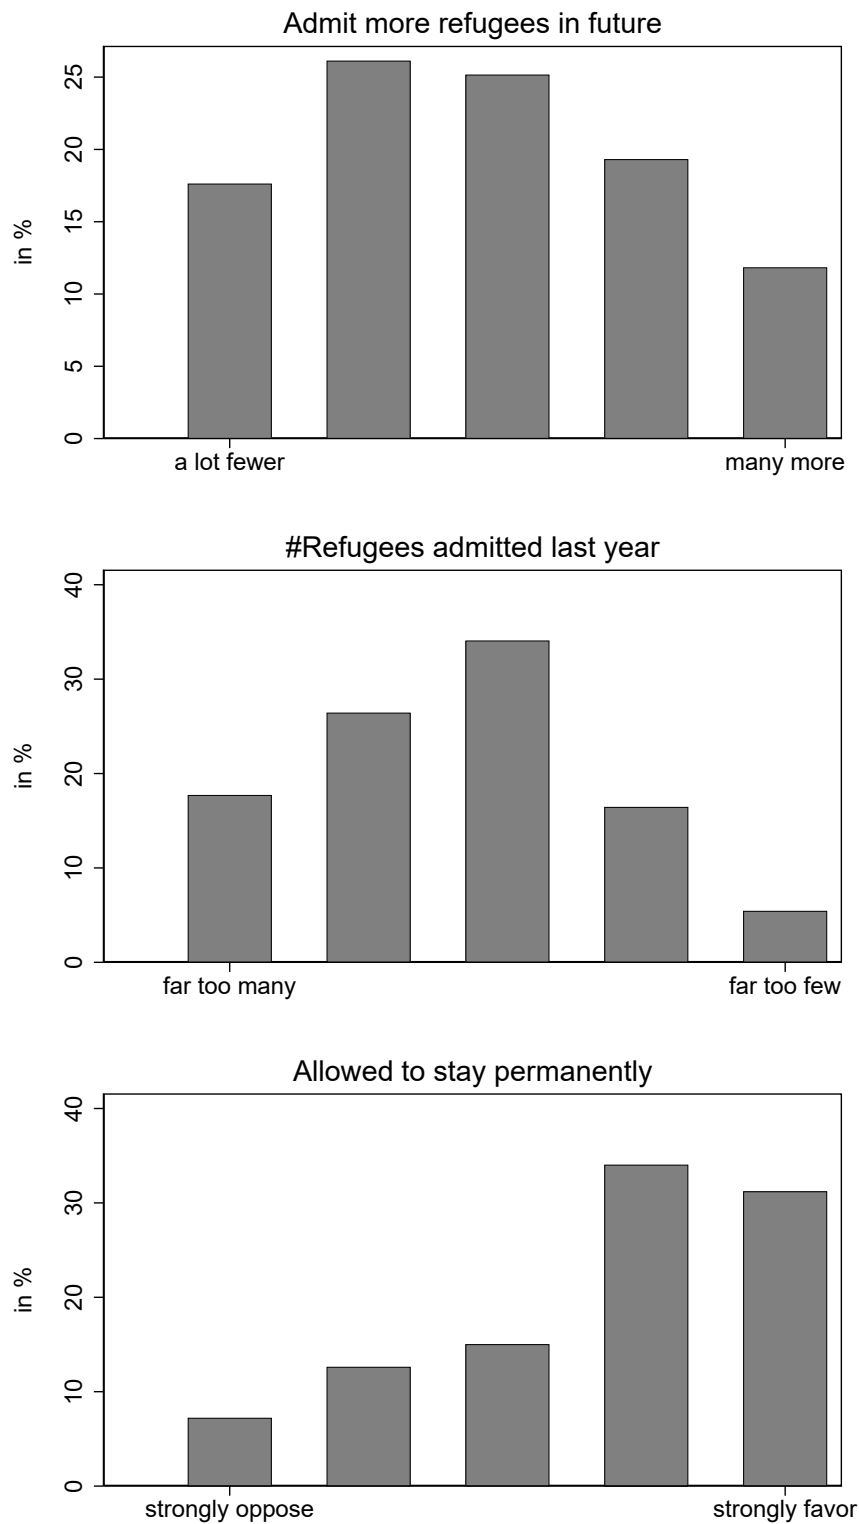 Admit more refugees in future
in %
25
20
15
10
5
0
a lot fewer many more
#Refugees admitted last year
in %
40
30
20
10
0
far too many far too few
Allowed to stay permanently
in %
40
30
20
10
0
strongly oppose strongly favor